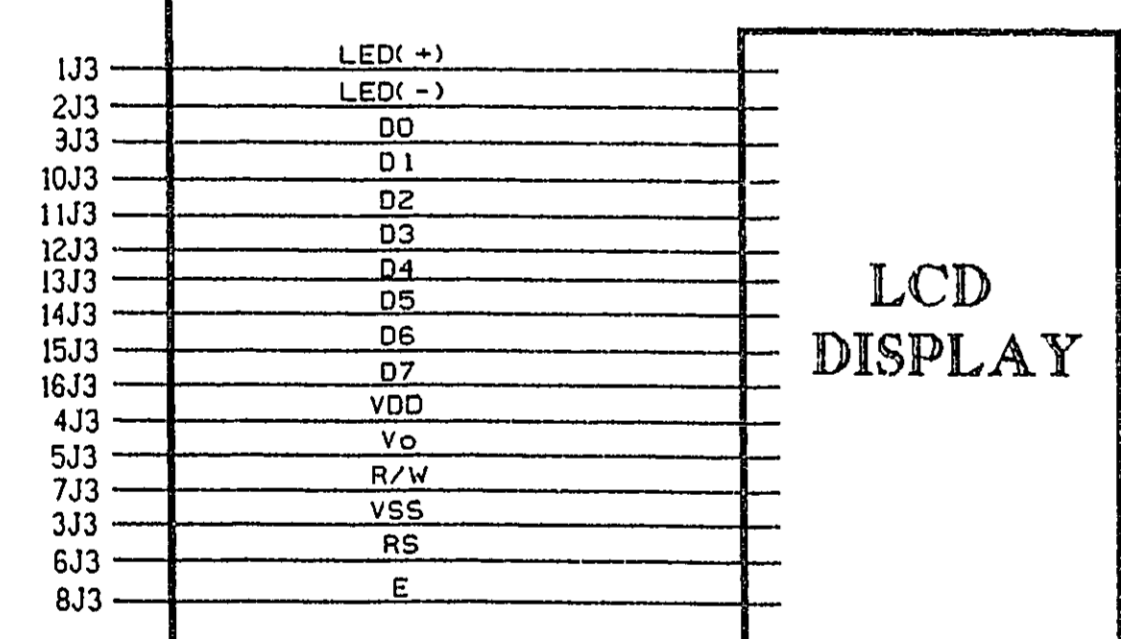 1J3 LED(+)
2J3 LED(-)
9J3 D0
10J3 D1
11J3 D2
12J3 D3
13J3 D4
14J3 D5
15J3 D6
16J3 D7
4J3 VDD
5J3 Vo
7J3 R/W
3J3 VSS
6J3 RS
8J3 E
LCD
DISPLAY